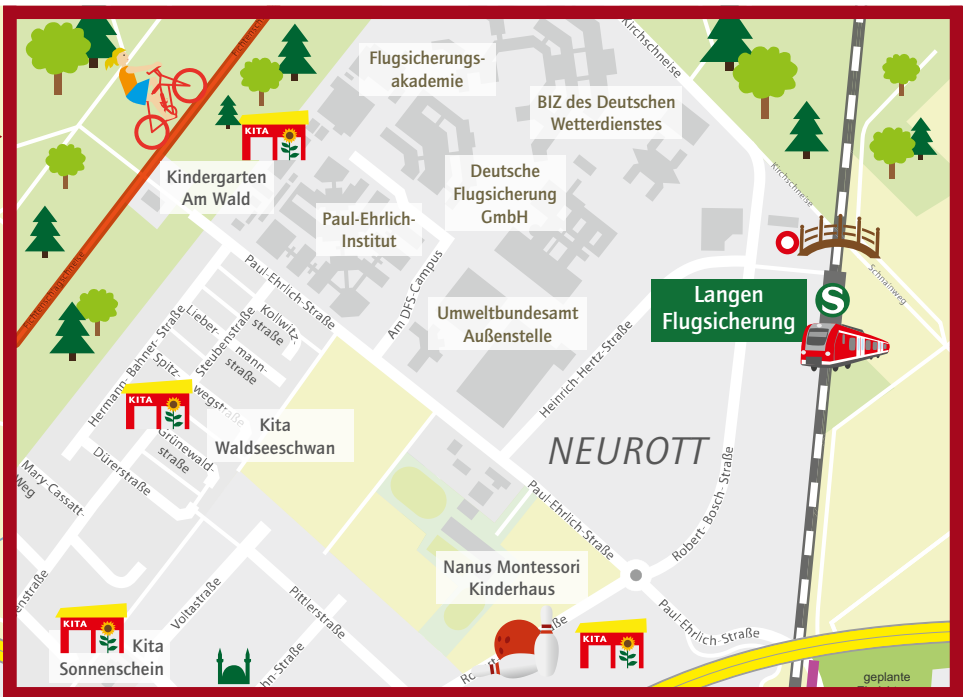 Kirchschneise
Flugsicherungs-
akademie
BIZ des Deutschen
Wetterdienstes
KITA
Kindergarten
Am Wald
Deutsche
Flugsicherung
GmbH
Kirchschneise
Paul-Ehrlich-
Institut
Schnainweg
Paul-Ehrlich-Straße
Am DFS-Campus
Langen
Flugsicherung
S
Umweltbundesamt
Außenstelle
Hermann-Bahner-Straße
Lieber-
mann-
straße
Kollwitz-
straße
Steubenstraße
Spitz-
wegstraße
Heinrich-Hertz-Straße
KITA
Kita
Waldseeschwan
Grünewald-
straße
Dürerstraße
NEUROTT
Mary-Cassatt-
Weg
Paul-Ehrlich-Straße
Robert-Bosch-Straße
Nanus Montessori
Kinderhaus
Voltastraße
Pittlerstraße
Paul-Ehrlich-Straße
KITA
KITA
Kita
Sonnenschein
geplante